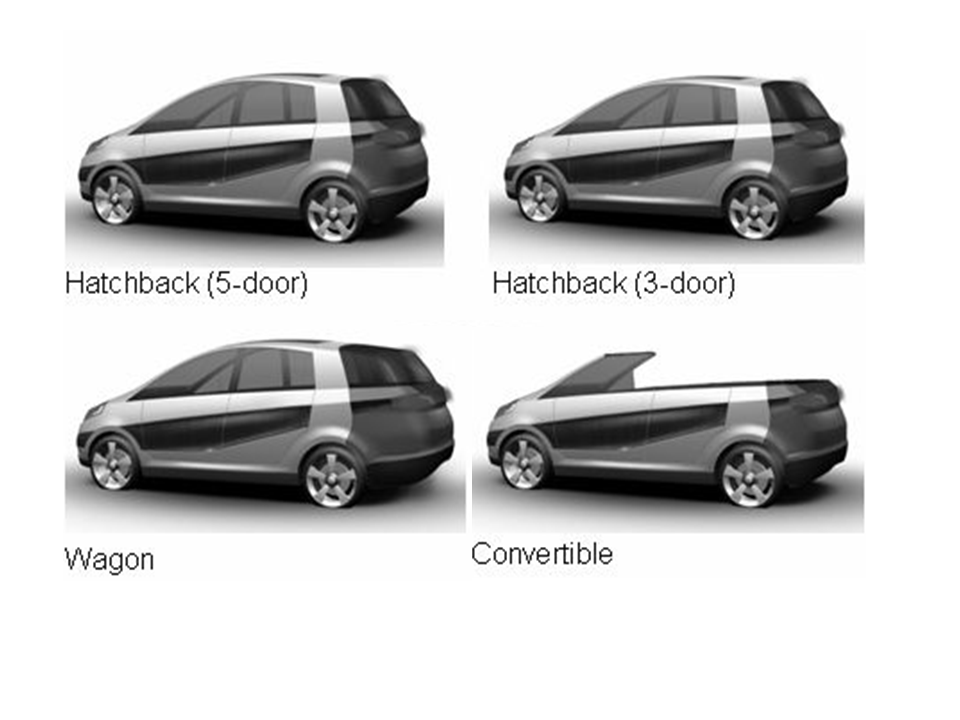 Hatchback (5-door)
Hatchback (3-door)
Wagon
Convertible